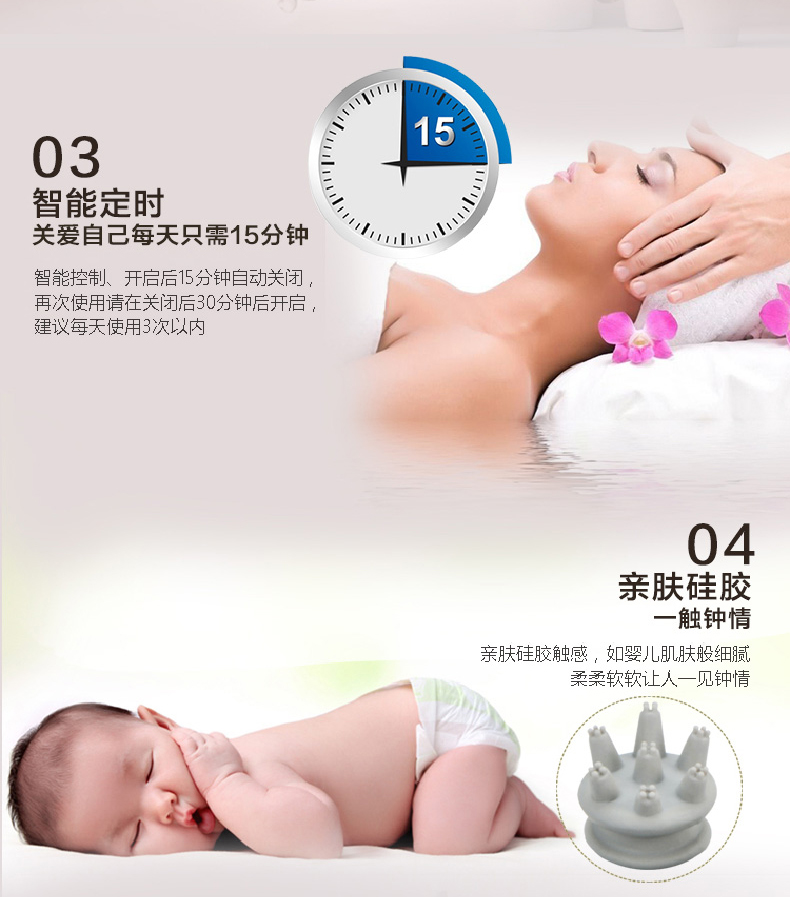 15
03
智能定时
关爱自己每天只需15分钟
智能控制、开启后15分钟自动关闭，
再次使用请在关闭后30分钟后开启，
建议每天使用3次以内
04
亲肤硅胶
一触钟情
亲肤硅胶触感，如婴儿肌肤般细腻
柔柔软软让人一见钟情